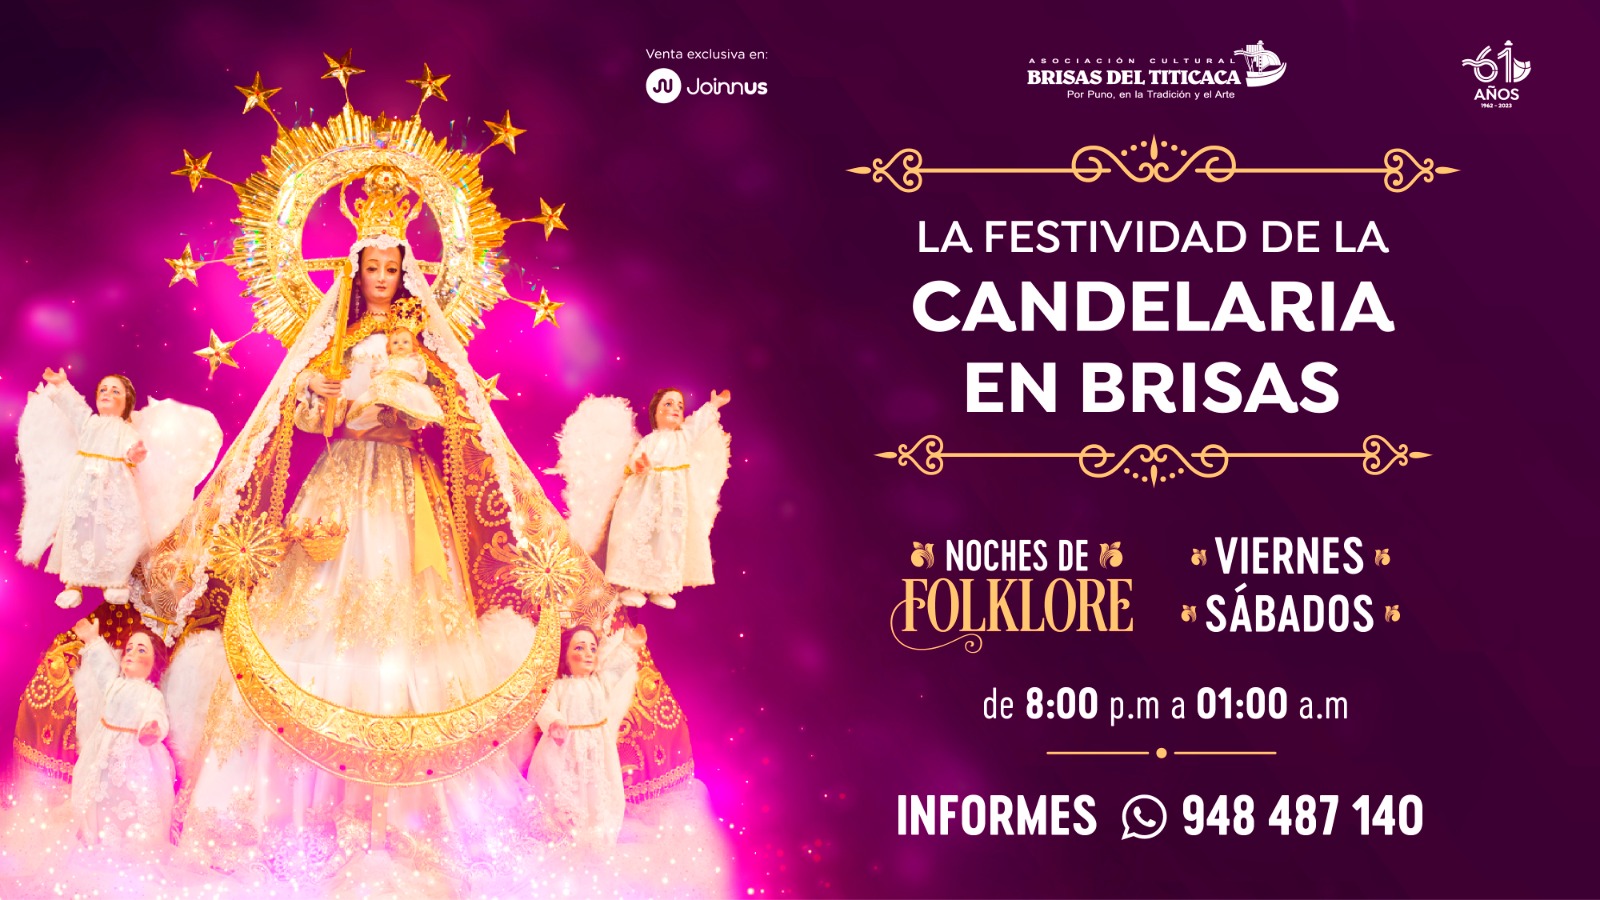 Venta exclusiva en:
Joinnus
ASOCIACIÓN CULTURAL
BRISAS DEL TITICACA
Por Puno, en la Tradición y el Arte
61
AÑOS
1962 - 2023
LA FESTIVIDAD DE LA
CANDELARIA
EN BRISAS
NOCHES DE
FOLKLORE
VIERNES
SÁBADOS
de 8:00 p.m a 01:00 a.m
INFORMES 948 487 140